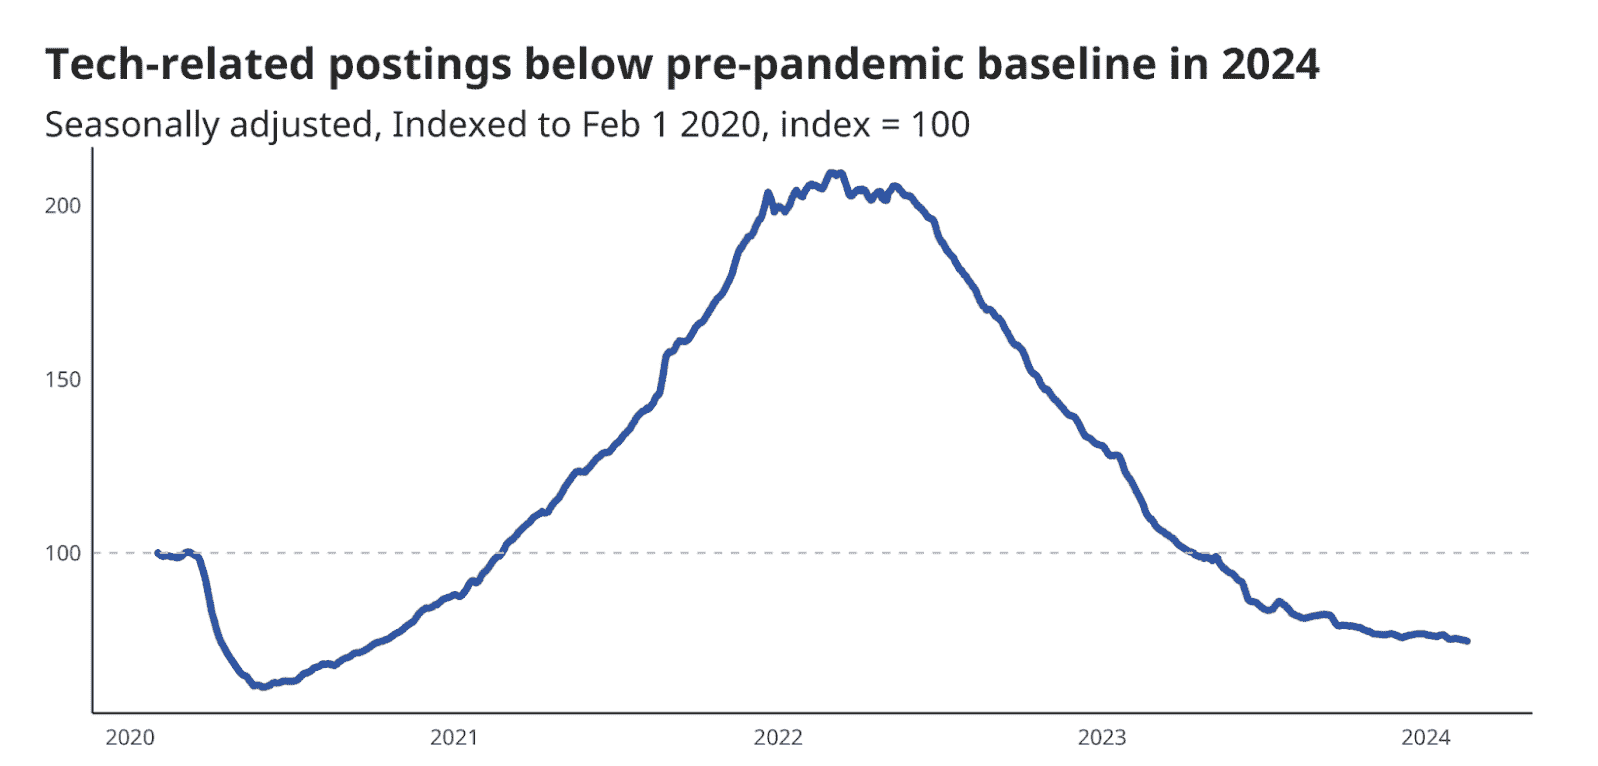 Tech-related postings below pre-pandemic baseline in 2024
Seasonally adjusted, Indexed to Feb 1 2020, index = 100
200
150
100
2020 2021 2022 2023 2024